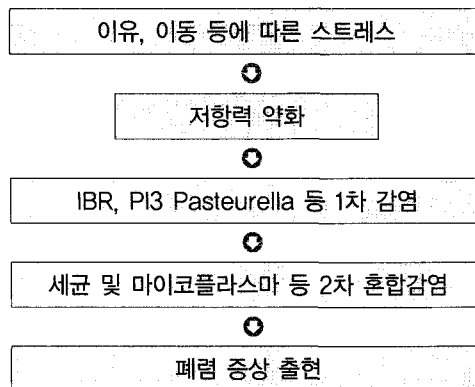 이유, 이동 등에 따른 스트레스
저항력 약화
IBR, PI3 Pasteurella 등 1차 감염
세균 및 마이코플라스마 등 2차 혼합감염
폐렴 증상 출현